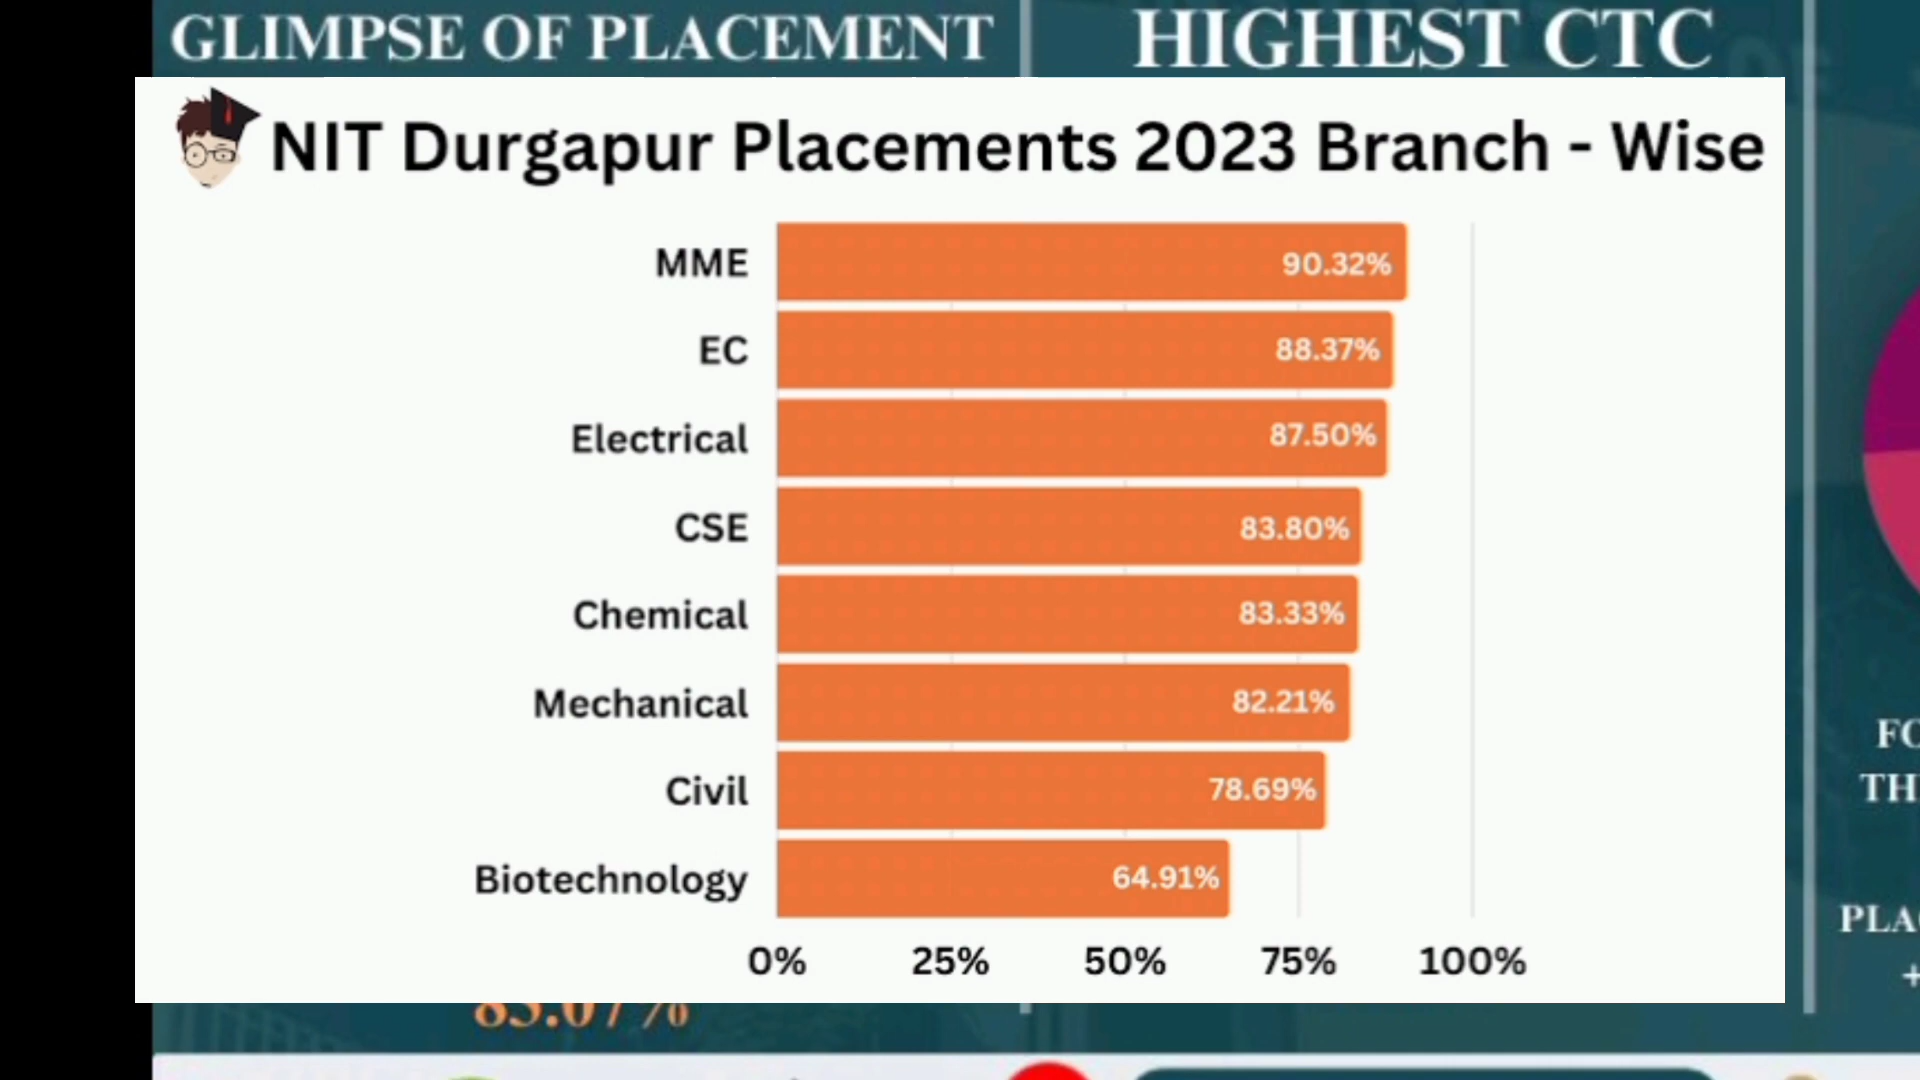 GLIMPSE OF PLACEMENT
HIGHEST CTC
NIT Durgapur Placements 2023 Branch - Wise
MME 90.32%
EC 88.37%
Electrical 87.50%
CSE 83.80%
Chemical 83.33%
Mechanical 82.21%
Civil 78.69%
Biotechnology 64.91%
0% 25% 50% 75% 100%